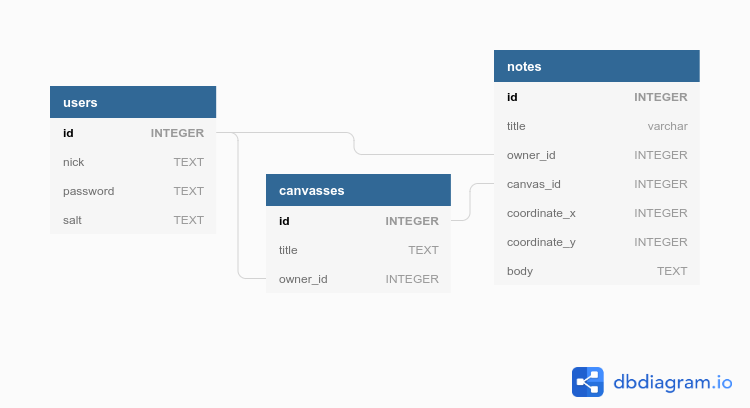 users
id INTEGER
nick TEXT
password TEXT
salt TEXT
canvasses
id INTEGER
title TEXT
owner_id INTEGER
notes
id INTEGER
title varchar
owner_id INTEGER
canvas_id INTEGER
coordinate_x INTEGER
coordinate_y INTEGER
body TEXT
dbdiagram.io